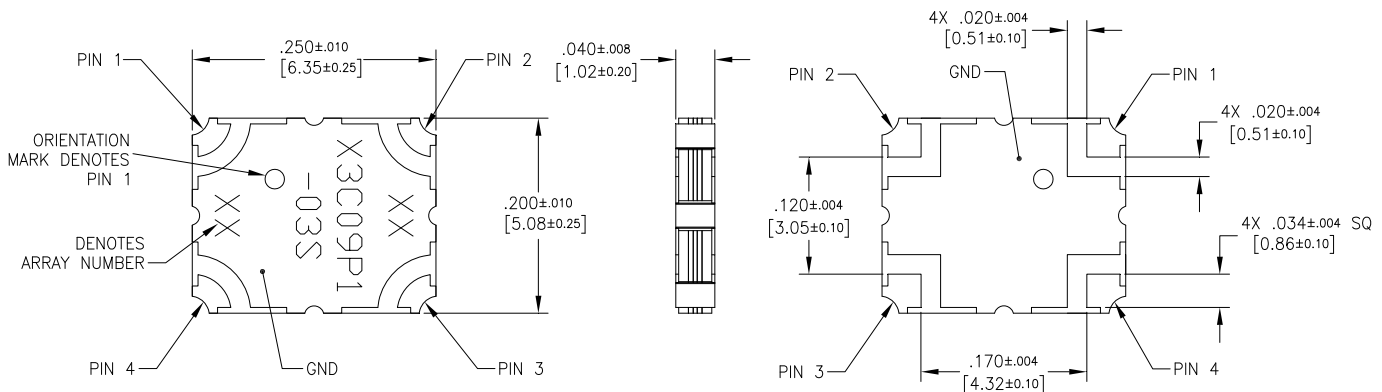 PIN 1
.250±.010
[6.35±0.25]
PIN 2
.040±.008
[1.02±0.20]
ORIENTATION
MARK DENOTES
PIN 1
X3C09P1
-03S
XX
XX
.200±.010
[5.08±0.25]
DENOTES
ARRAY NUMBER
PIN 4
GND
PIN 3
4X .020±.004
[0.51±0.10]
PIN 2
GND
PIN 1
4X .020±.004
[0.51±0.10]
.120±.004
[3.05±0.10]
4X .034±.004 SQ
[0.86±0.10]
PIN 3
.170±.004
[4.32±0.10]
PIN 4